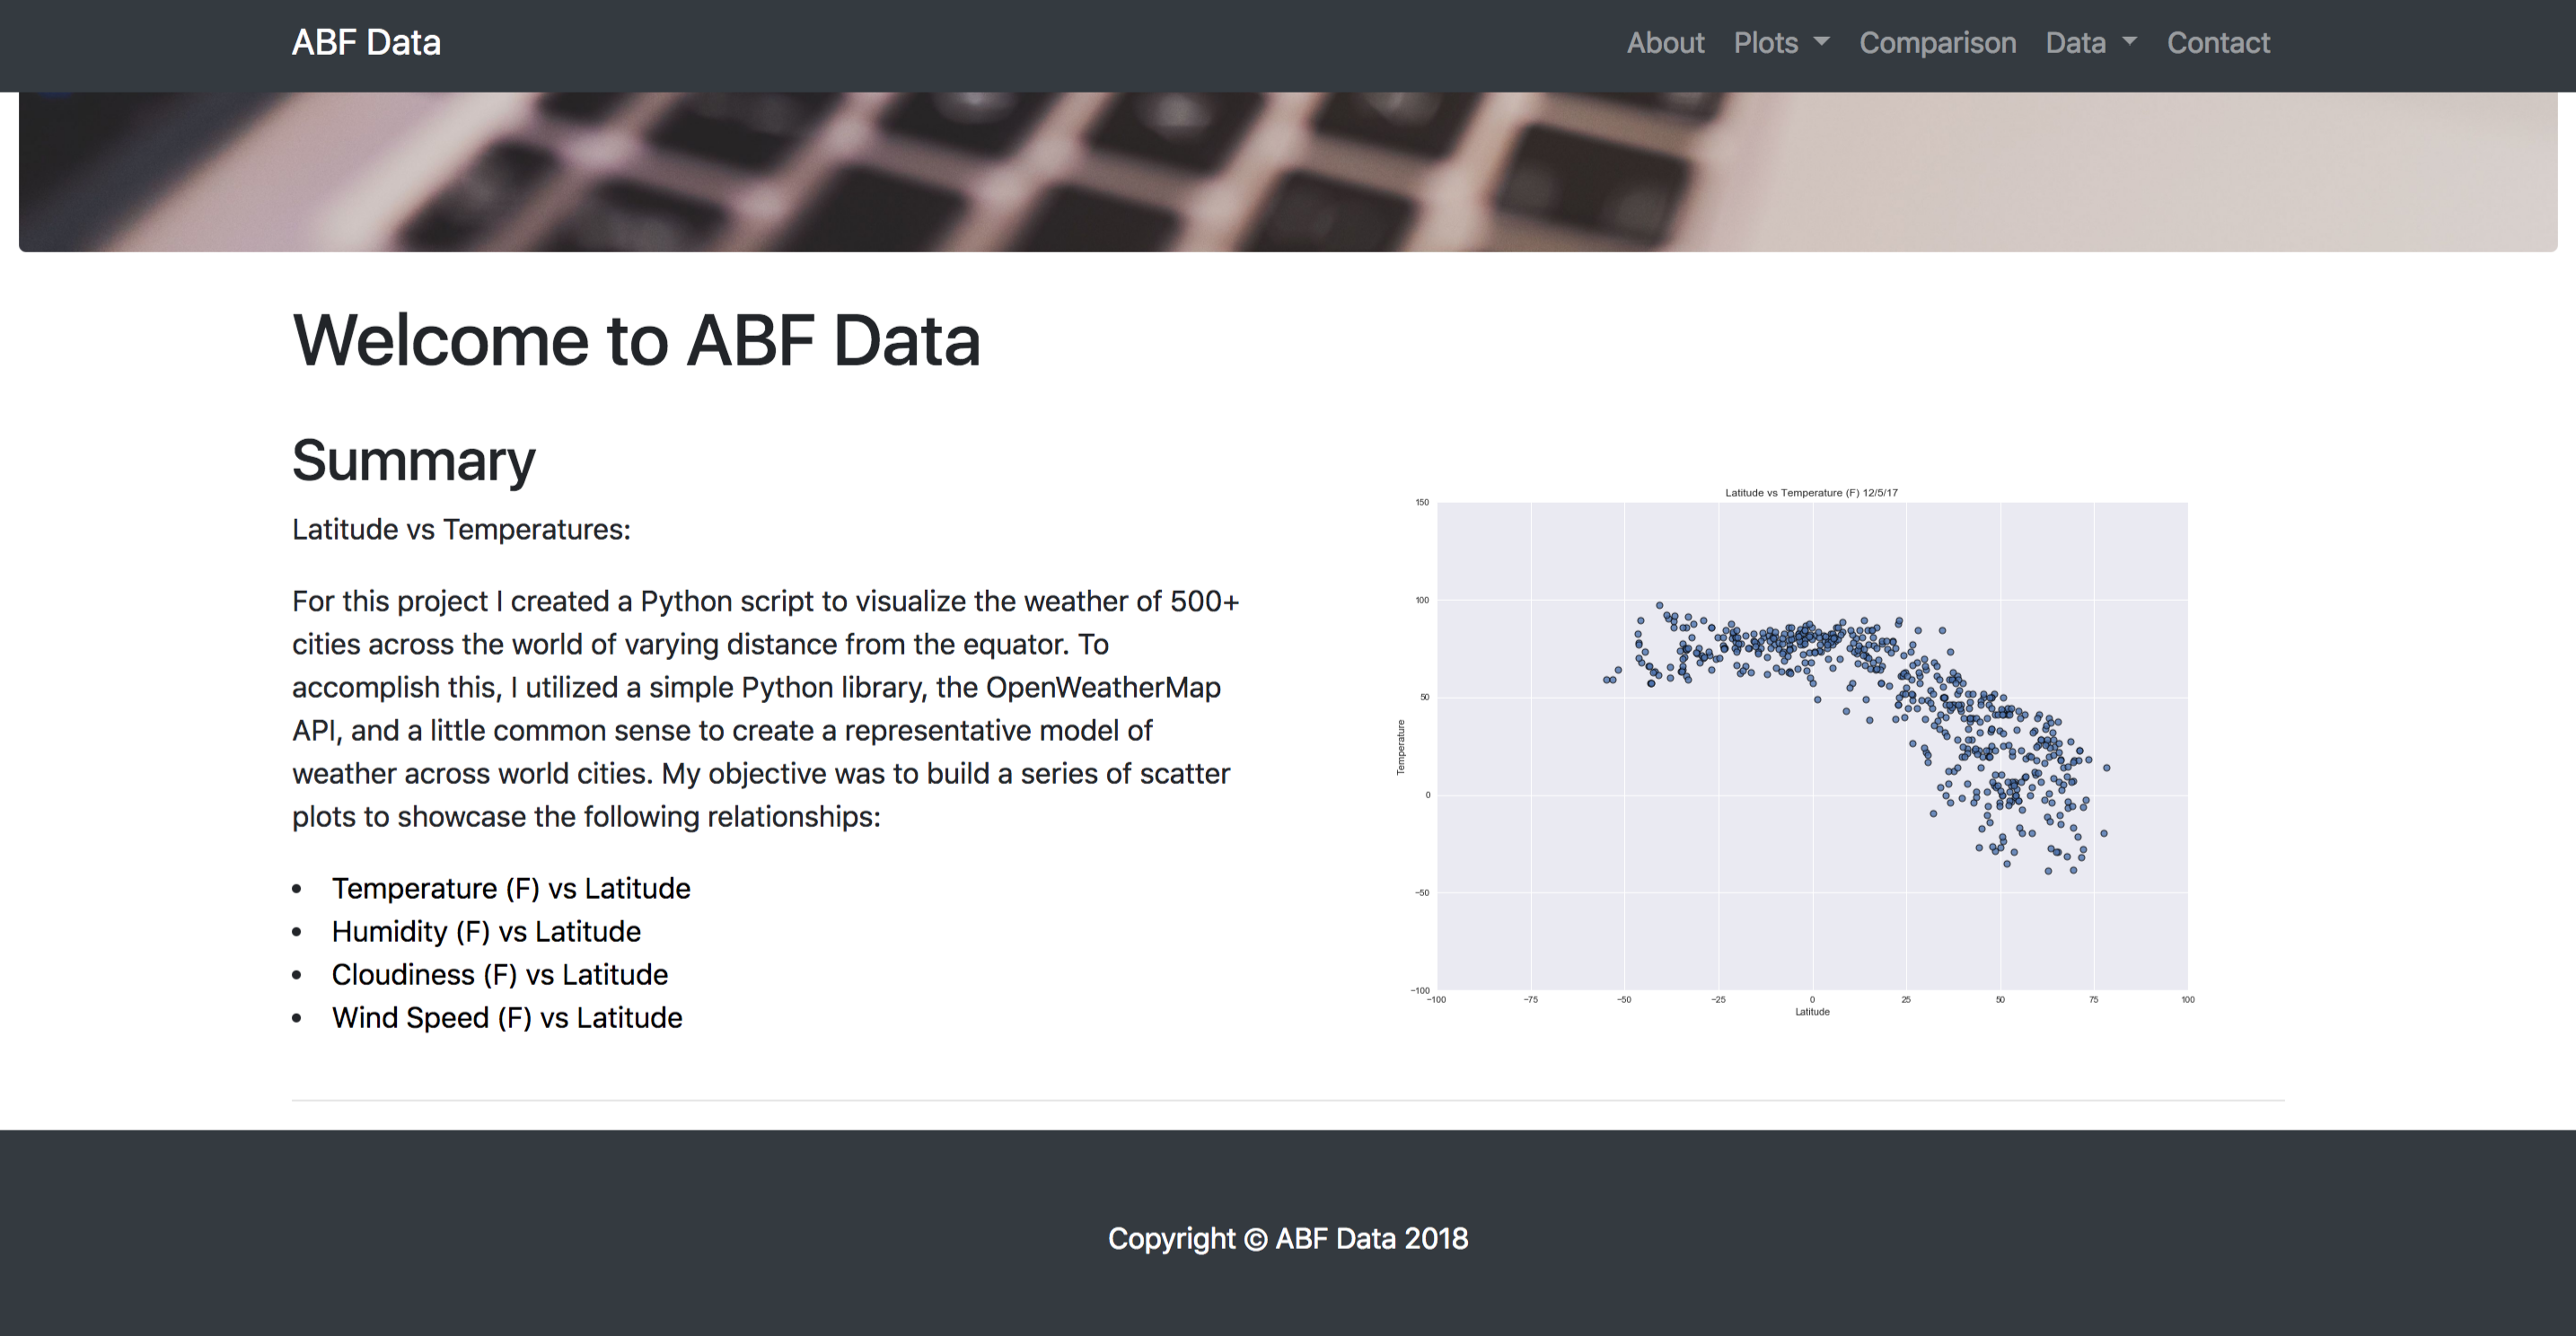 ABF Data
About Plots Comparison Data Contact
Welcome to ABF Data
Summary
Latitude vs Temperatures:
For this project I created a Python script to visualize the weather of 500+
cities across the world of varying distance from the equator. To
accomplish this, I utilized a simple Python library, the OpenWeatherMap
API, and a little common sense to create a representative model of
weather across world cities. My objective was to build a series of scatter
plots to showcase the following relationships:
• Temperature (F) vs Latitude
• Humidity (F) vs Latitude
• Cloudiness (F) vs Latitude
• Wind Speed (F) vs Latitude
Latitude vs Temperature (F) 12/5/17
150
100
50
0
−50
−100
Temperature
−100 −75 −50 −25 0 25 50 75 100
Latitude
Copyright © ABF Data 2018